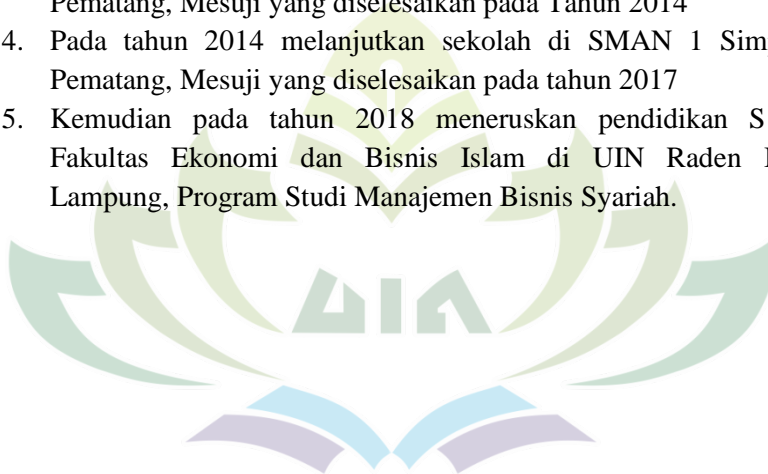 Pematang, Mesuji yang diselesaikan pada Tahun 2014
4. Pada tahun 2014 melanjutkan sekolah di SMAN 1
Pematang, Mesuji yang diselesaikan pada tahun 2017
5. Kemudian pada tahun 2018 meneruskan pendidikan
Fakultas Ekonomi dan Bisnis Islam di UIN Raden
Lampung, Program Studi Manajemen Bisnis Syariah.
UIN